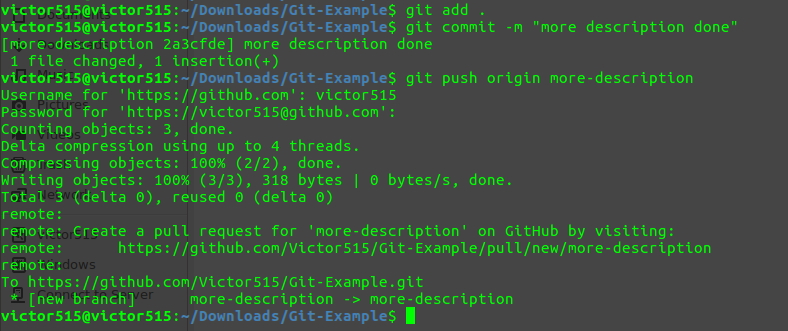 victor515@victor515:~/Downloads/Git-Example$ git add .
victor515@victor515:~/Downloads/Git-Example$ git commit -m "more description done"
[more-description 2a3cfde] more description done
 1 file changed, 1 insertion(+)
victor515@victor515:~/Downloads/Git-Example$ git push origin more-description
Username for 'https://github.com': victor515
Password for 'https://victor515@github.com':
Counting objects: 3, done.
Delta compression using up to 4 threads.
Compressing objects: 100% (2/2), done.
Writing objects: 100% (3/3), 318 bytes | 0 bytes/s, done.
Total 3 (delta 0), reused 0 (delta 0)
remote:
remote: Create a pull request for 'more-description' on GitHub by visiting:
remote:      https://github.com/Victor515/Git-Example/pull/new/more-description
remote:
To https://github.com/Victor515/Git-Example.git
 * [new branch]      more-description -> more-description
victor515@victor515:~/Downloads/Git-Example$
Pictures
Videos
Windows
Connect to Server